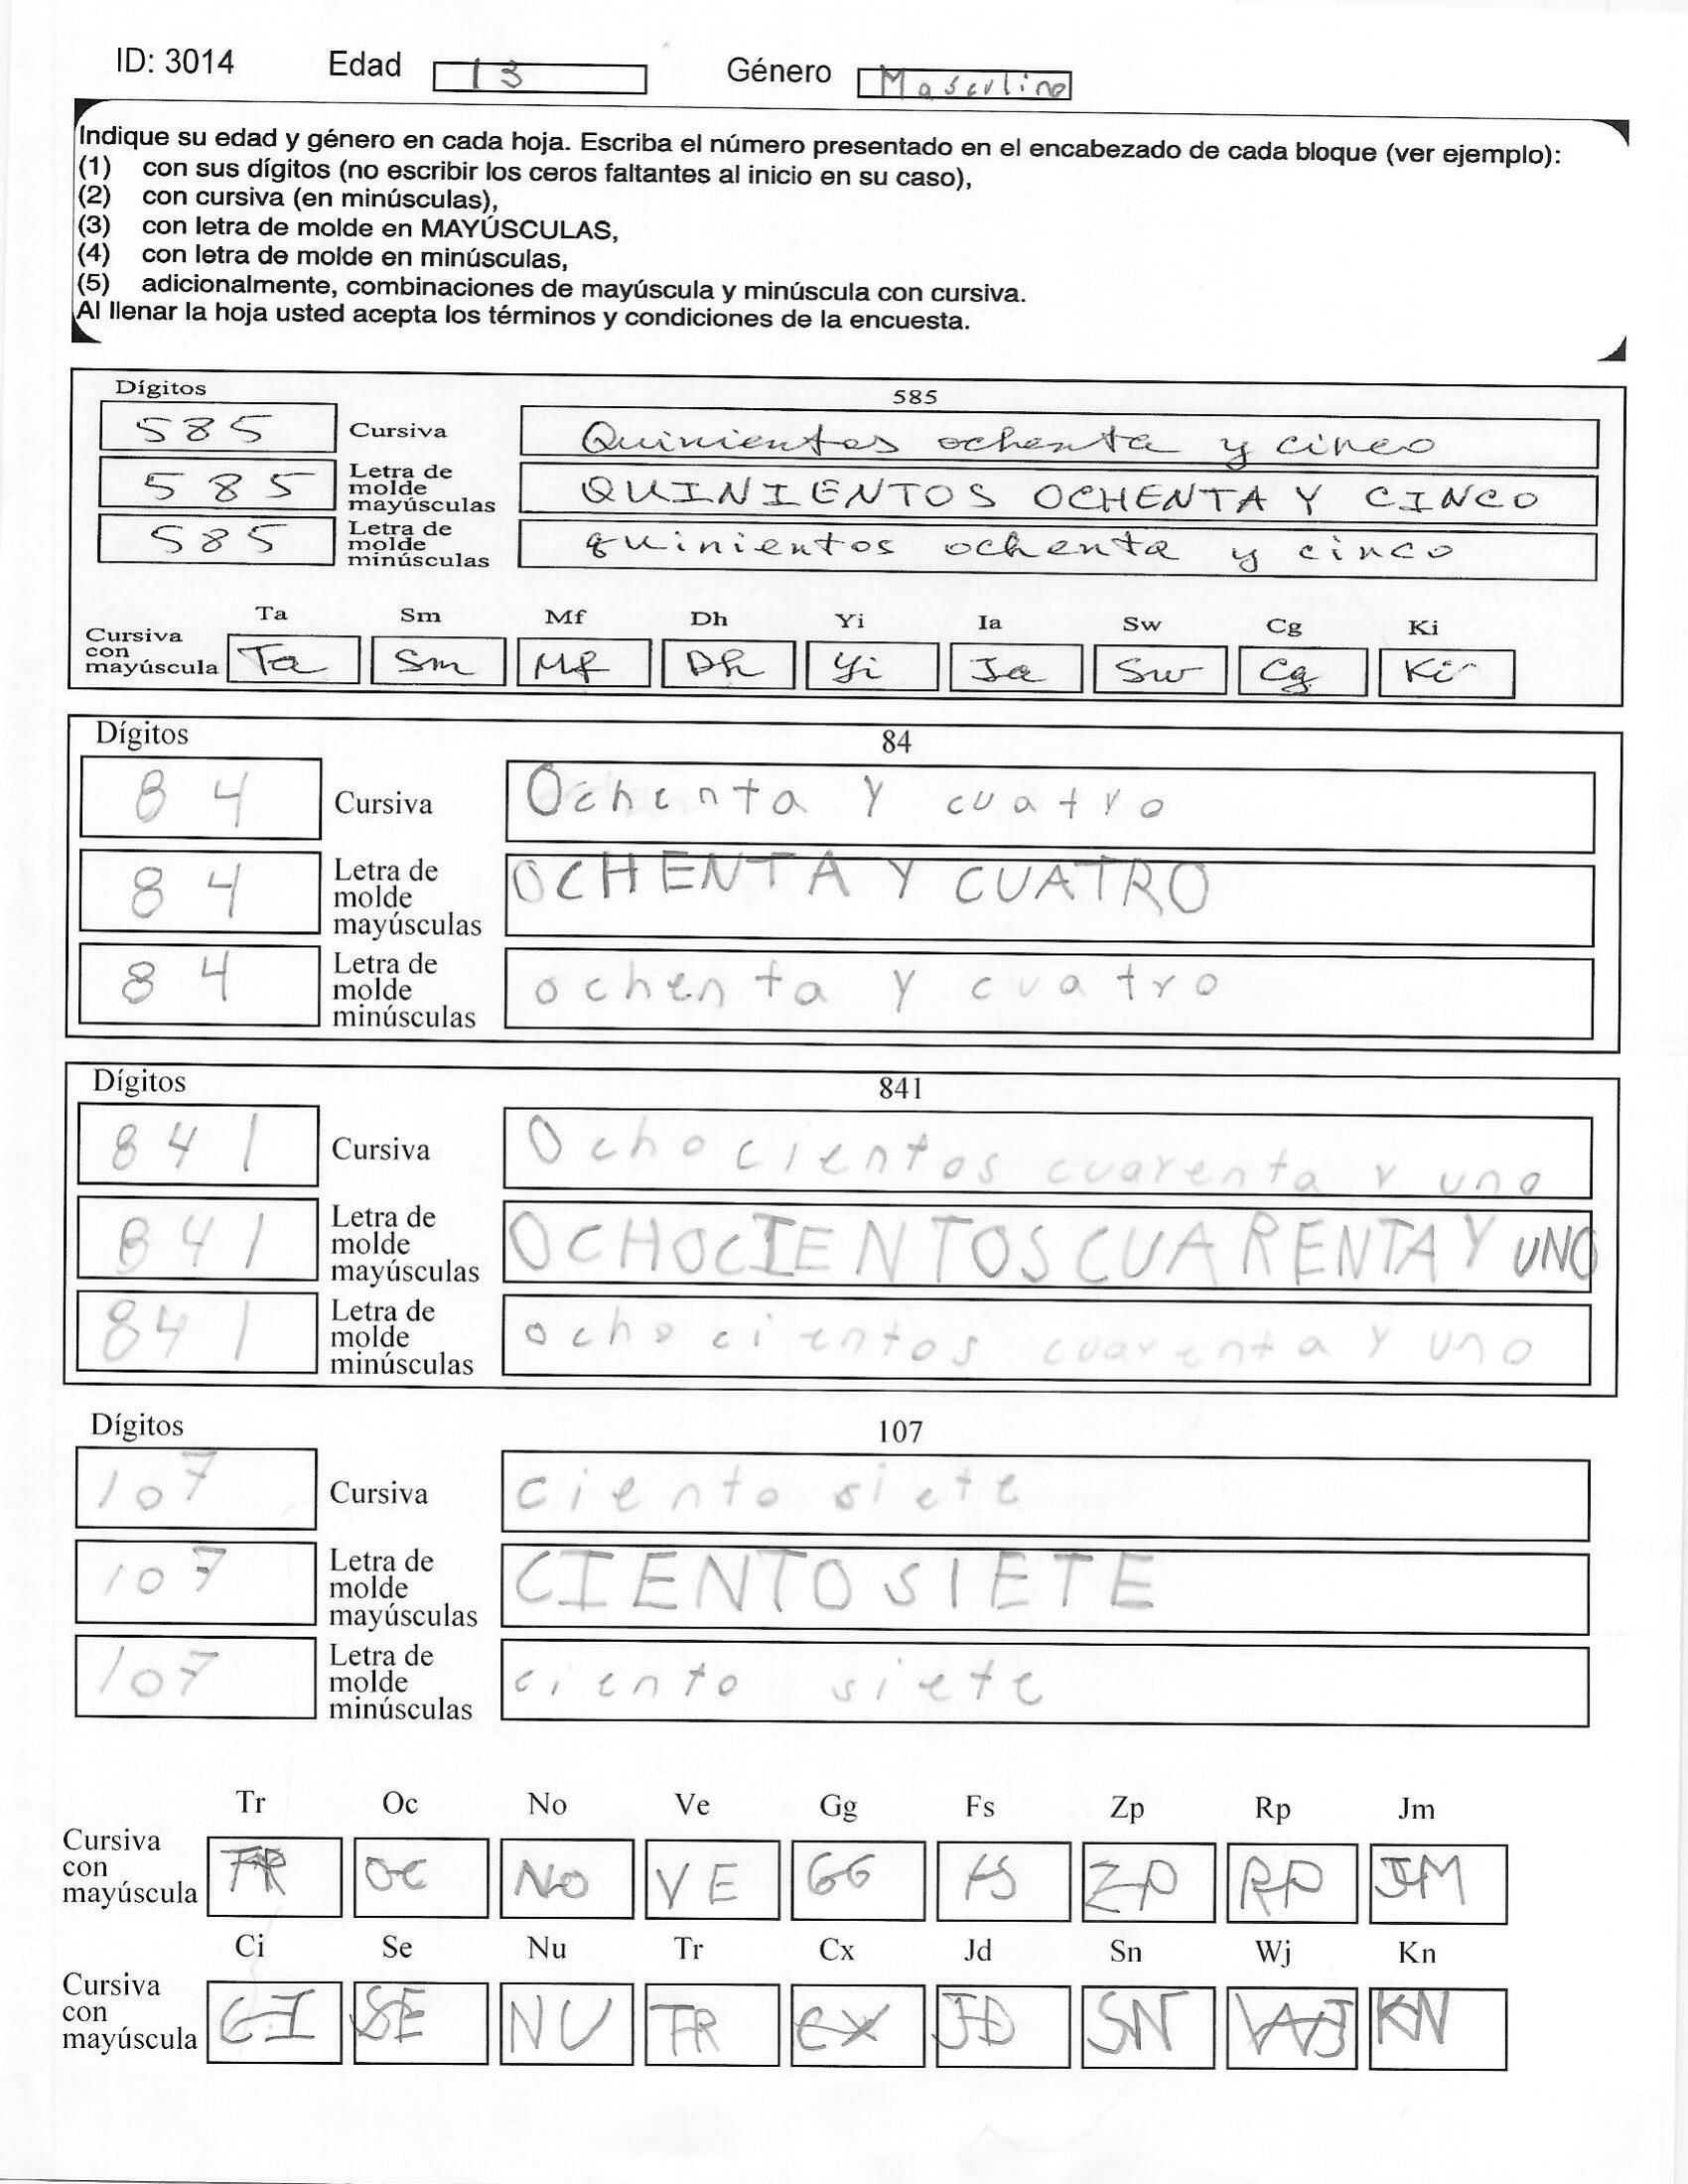 ID: 3014 Edad 13 Género Masculino
Indique su edad y género en cada hoja. Escriba el número presentado en el encabezado de cada bloque (ver ejemplo):
(1) con sus dígitos (no escribir los ceros faltantes al inicio en su caso),
(2) con cursiva (en minúsculas),
(3) con letra de molde en MAYÚSCULAS,
(4) con letra de molde en minúsculas,
(5) adicionalmente, combinaciones de mayúscula y minúscula con cursiva.
Al llenar la hoja usted acepta los términos y condiciones de la encuesta.
Dígitos 585
585 Cursiva Quinientos ochenta y cinco
585 Letra de molde mayúsculas QUINIENTOS OCHENTA Y CINCO
585 Letra de molde minúsculas quinientos ochenta y cinco
Ta Sm Mf Dh Yi Ia Sw Cg Ki
Cursiva con mayúscula Ta Sm Mf Dh Yi Ia Sw Cg Ki
Dígitos 84
84 Cursiva Ochenta y cuatro
84 Letra de molde mayúsculas OCHENTA Y CUATRO
84 Letra de molde minúsculas ochenta y cuatro
Dígitos 841
841 Cursiva Ochocientos cuarenta y uno
841 Letra de molde mayúsculas OCHOCIENTOS CUARENTA Y UNO
841 Letra de molde minúsculas ochocientos cuarenta y uno
Dígitos 107
107 Cursiva ciento siete
107 Letra de molde mayúsculas CIENTO SIETE
107 Letra de molde minúsculas ciento siete
Tr Oc No Ve Gg Fs Zp Rp Jm
Cursiva con mayúscula TR OC NO VE GG FS ZP RP JM
Ci Se Nu Tr Cx Jd Sn Wj Kn
Cursiva con mayúscula CI SE NU TR CX JD SN WJ KN